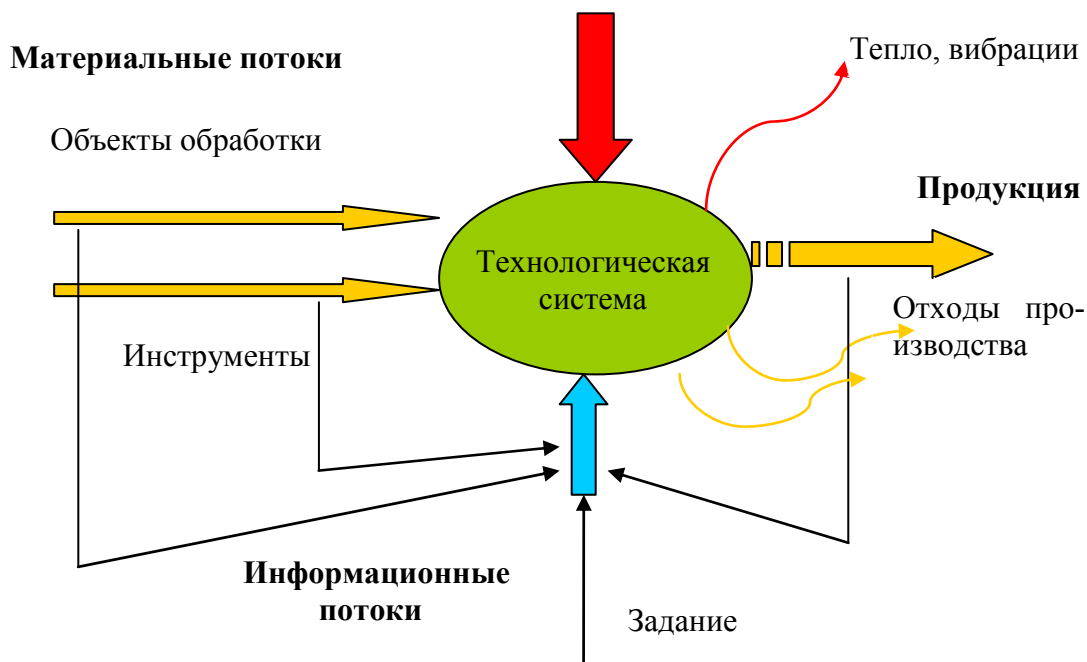 Материальные потоки
Тепло, вибрации
Объекты обработки
Продукция
Технологическая
система
Отходы про-
изводства
Инструменты
Информационные
потоки
Задание